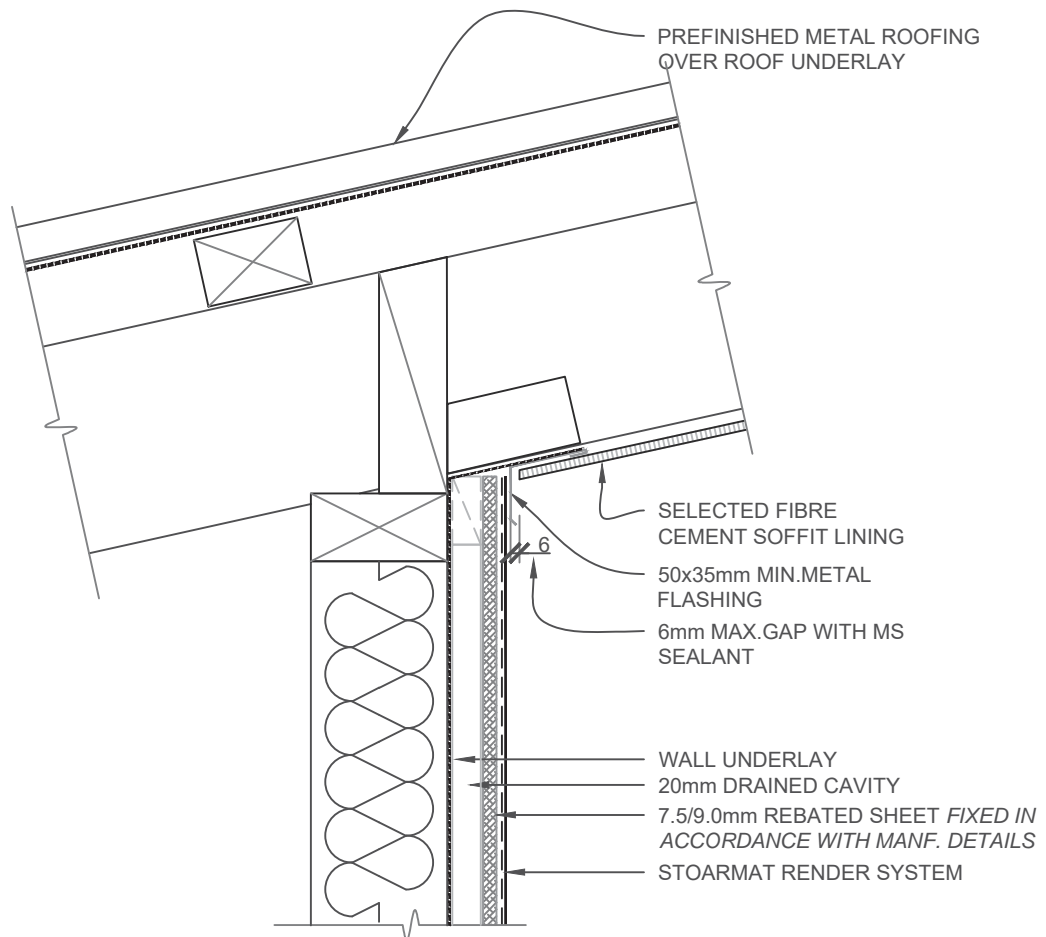 PREFINISHED METAL ROOFING
OVER ROOF UNDERLAY
SELECTED FIBRE
CEMENT SOFFIT LINING
6
50x35mm MIN.METAL
FLASHING
6mm MAX.GAP WITH MS
SEALANT
WALL UNDERLAY
20mm DRAINED CAVITY
7.5/9.0mm REBATED SHEET FIXED IN
ACCORDANCE WITH MANF. DETAILS
STOARMAT RENDER SYSTEM